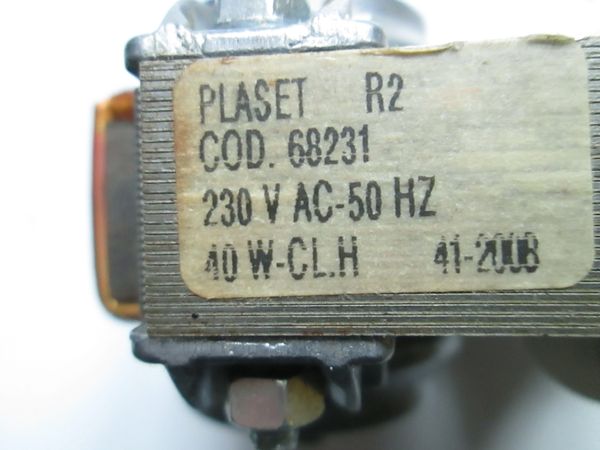 PLASET R2
COD. 68231
230 V AC-50 HZ
40 W-CL.H 41-2008